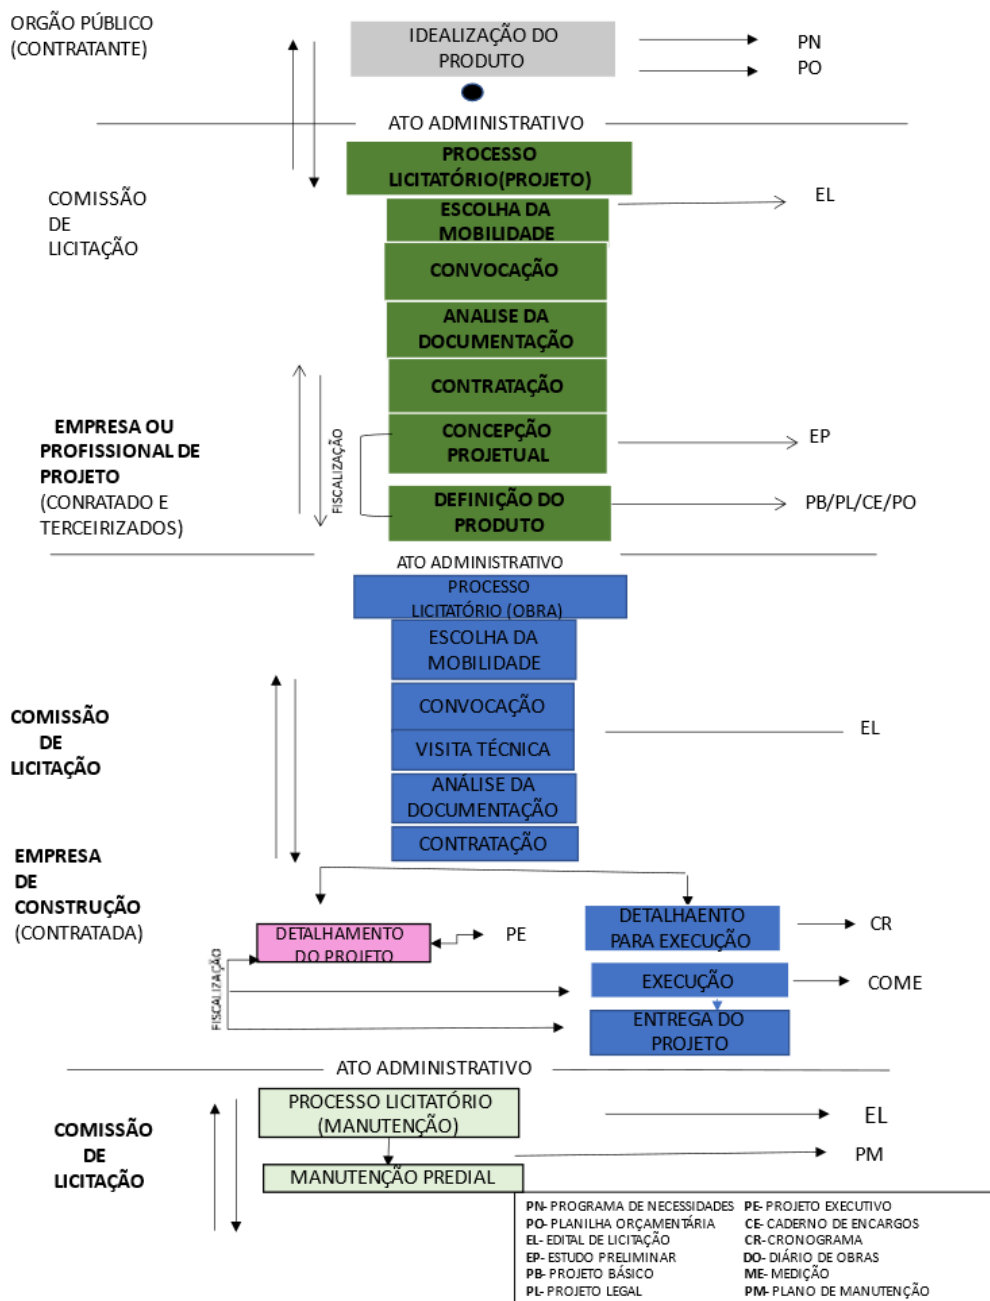 ORGÃO PÚBLICO
(CONTRATANTE)
IDEALIZAÇÃO DO
PRODUTO
PN
PO
ATO ADMINISTRATIVO
PROCESSO
LICITATÓRIO(PROJETO)
COMISSÃO
DE
LICITAÇÃO
ESCOLHA DA
MOBILIDADE
EL
CONVOCAÇÃO
ANALISE DA
DOCUMENTAÇÃO
CONTRATAÇÃO
EMPRESA OU
PROFISSIONAL DE
PROJETO
(CONRATADO E
TERCEIRIZADOS)
FISCALIZAÇÃO
CONCEPÇÃO
PROJETUAL
EP
DEFINIÇÃO DO
PRODUTO
PB/PL/CE/PO
ATO ADMINISTRATIVO
PROCESSO
LICITATÓRIO (OBRA)
ESCOLHA DA
MOBILIDADE
COMISSÃO
DE
LICITAÇÃO
CONVOCAÇÃO
VISITA TÉCNICA
EL
ANÁLISE DA
DOCUMENTAÇÃO
CONTRATAÇÃO
EMPRESA
DE
CONSTRUÇÃO
(CONTRATADA)
DETALHAMENTO
DO PROJETO
PE
DETALHAENTO
PARA EXECUÇÃO
CR
FISCALIZAÇÃO
EXECUÇÃO
COME
ENTREGA DO
PROJETO
ATO ADMINISTRATIVO
COMISSÃO
DE
LICITAÇÃO
PROCESSO LICITATÓRIO
(MANUTENÇÃO)
EL
MANUTENÇÃO PREDIAL
PM
PN- PROGRAMA DE NECESSIDADES
PO- PLANILHA ORÇAMENTÁRIA
EL- EDITAL DE LICITAÇÃO
EP- ESTUDO PRELIMINAR
PB- PROJETO BÁSICO
PL- PROJETO LEGAL
PE- PROJETO EXECUTIVO
CE- CADERNO DE ENCARGOS
CR-CRONOGRAMA
DO- DIÁRIO DE OBRAS
ME- MEDIÇÃO
PM- PLANO DE MANUTENÇÃO